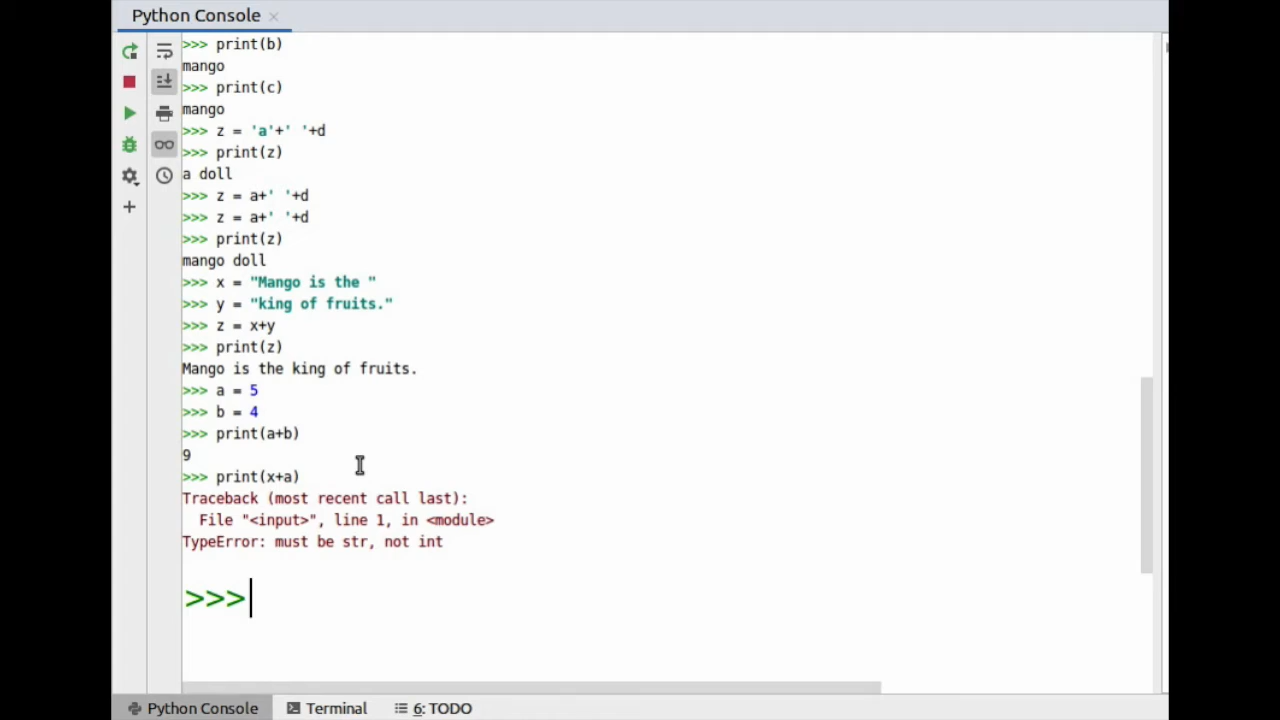 Python Console ×
>>> print(b)
mango
>>> print(c)
mango
>>> z = 'a'+' '+d
>>> print(z)
a doll
>>> z = a+' '+d
>>> z = a+' '+d
>>> print(z)
mango doll
>>> x = "Mango is the "
>>> y = "king of fruits."
>>> z = x+y
>>> print(z)
Mango is the king of fruits.
>>> a = 5
>>> b = 4
>>> print(a+b)
9
>>> print(x+a)
Traceback (most recent call last):
  File "<input>", line 1, in <module>
TypeError: must be str, not int
>>>
Python Console Terminal 6: TODO